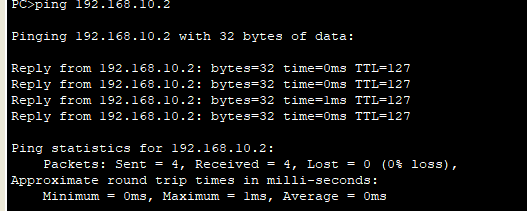 PC>ping 192.168.10.2
Pinging 192.168.10.2 with 32 bytes of data:
Reply from 192.168.10.2: bytes=32 time=0ms TTL=127
Reply from 192.168.10.2: bytes=32 time=0ms TTL=127
Reply from 192.168.10.2: bytes=32 time=1ms TTL=127
Reply from 192.168.10.2: bytes=32 time=0ms TTL=127
Ping statistics for 192.168.10.2:
Packets: Sent = 4, Received = 4, Lost = 0 (0% loss),
Approximate round trip times in milli-seconds:
Minimum = 0ms, Maximum = 1ms, Average = 0ms